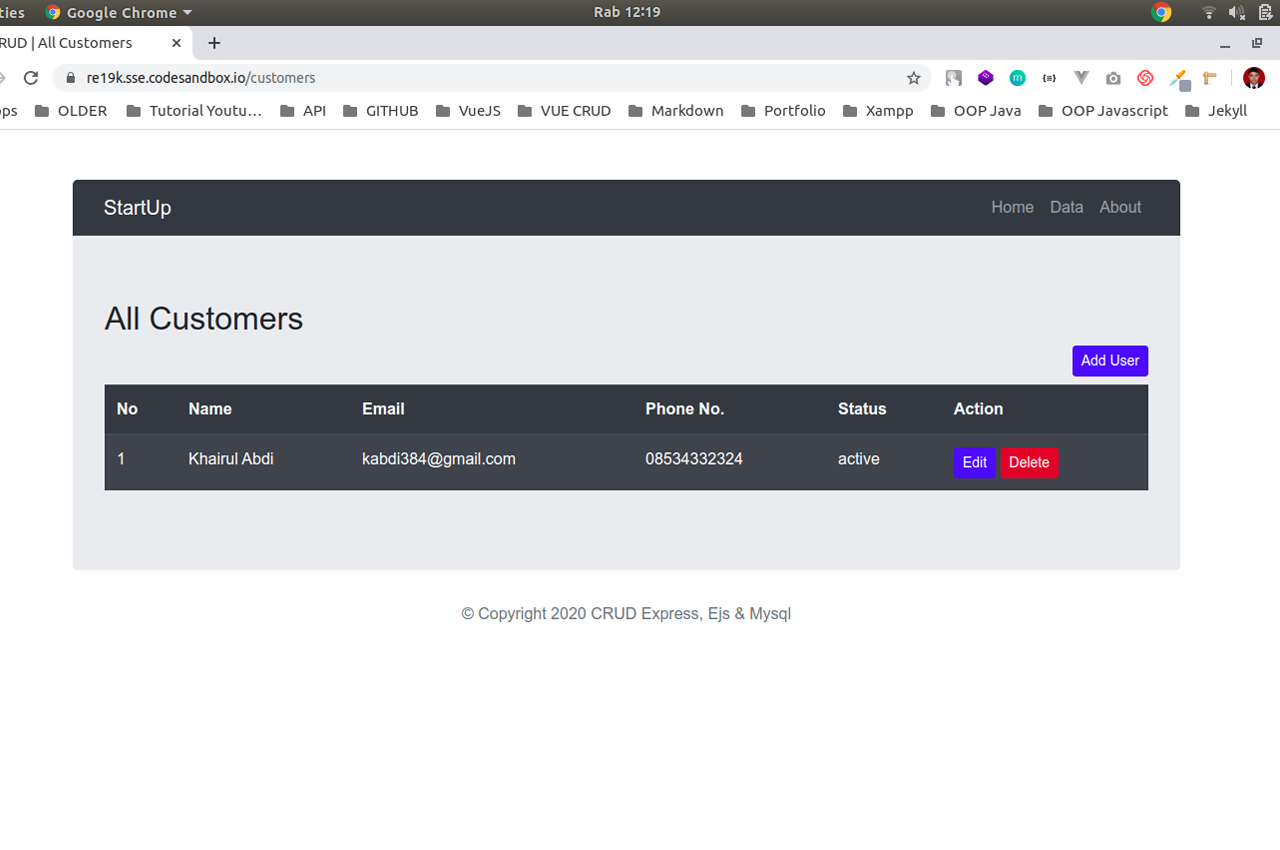 ties Google Chrome Rab 12:19
RUD | All Customers
re19k.sse.codesandbox.io/customers
ps OLDER Tutorial Youtu… API GITHUB VueJS VUE CRUD Markdown Portfolio Xampp OOP Java OOP Javascript Jekyll
StartUp Home Data About
All Customers
Add User
No Name Email Phone No. Status Action
1 Khairul Abdi kabdi384@gmail.com 08534332324 active Edit Delete
© Copyright 2020 CRUD Express, Ejs & Mysql